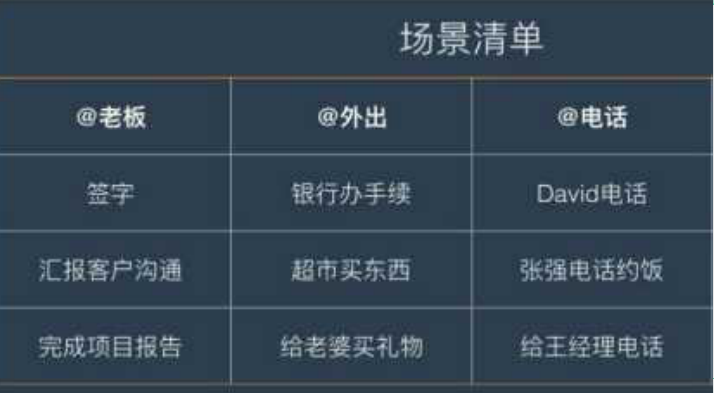 场景清单
@老板 @外出 @电话
签字 银行办手续 David电话
汇报客户沟通 超市买东西 张强电话约饭
完成项目报告 给老婆买礼物 给王经理电话